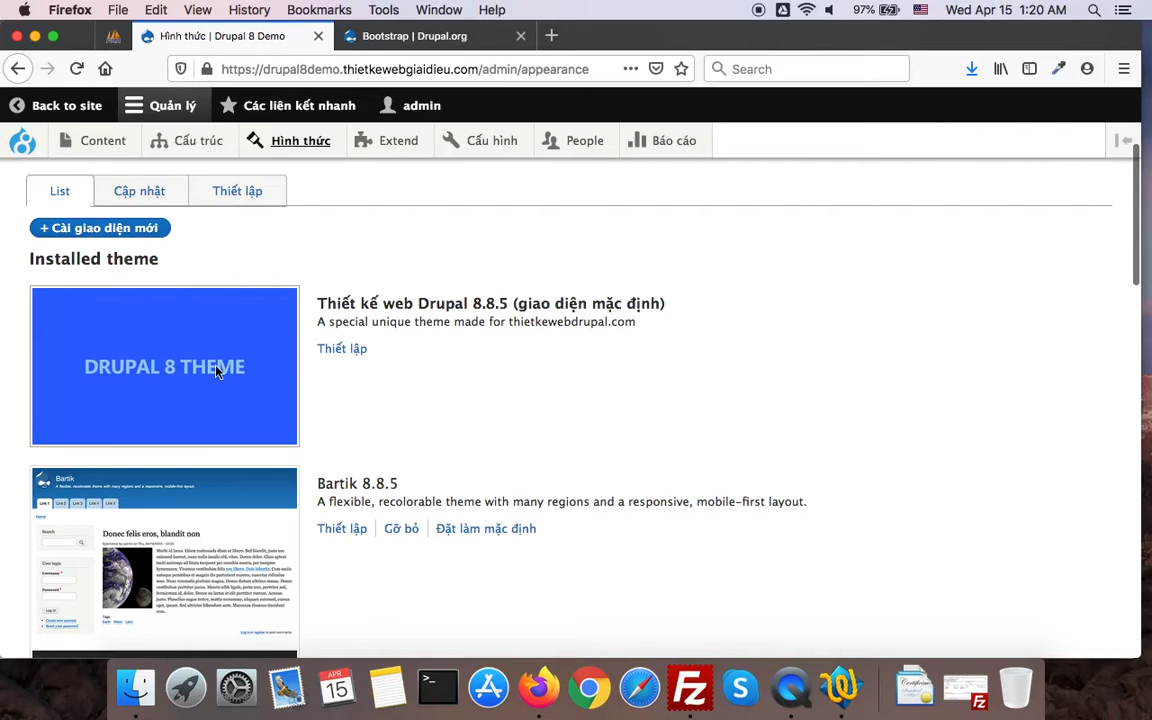 Firefox File Edit View History Bookmarks Tools Window Help 97% Wed Apr 15 1:20 AM
Hình thức | Drupal 8 Demo Bootstrap | Drupal.org
https://drupal8demo.thietkewebgiaidieu.com/admin/appearance Search
Back to site Quản lý Các liên kết nhanh admin
Content Cấu trúc Hình thức Extend Cấu hình People Báo cáo
List Cập nhật Thiết lập
+ Cài giao diện mới
Installed theme
DRUPAL 8 THEME
Thiết kế web Drupal 8.8.5 (giao diện mặc định)
A special unique theme made for thietkewebdrupal.com
Thiết lập
Bartik
Donec felis eros, blandit non
Bartik 8.8.5
A flexible, recolorable theme with many regions and a responsive, mobile-first layout.
Thiết lập Gỡ bỏ Đặt làm mặc định
APR
15